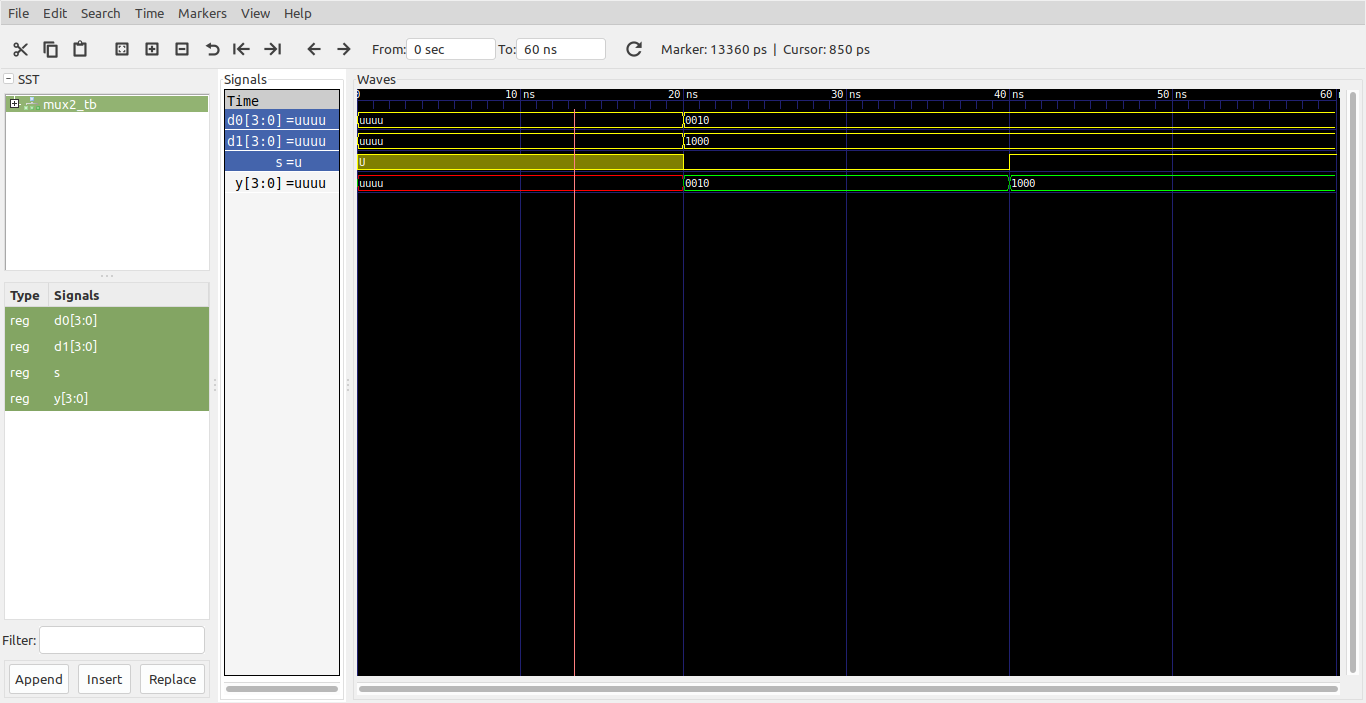 File Edit Search Time Markers View Help
From: 0 sec To: 60 ns Marker: 13360 ps | Cursor: 850 ps
SST
mux2_tb
Type Signals
reg d0[3:0]
reg d1[3:0]
reg s
reg y[3:0]
Filter:
Append Insert Replace
Signals
Time
d0[3:0] =uuuu
d1[3:0] =uuuu
s =u
y[3:0] =uuuu
Waves
0 10 ns 20 ns 30 ns 40 ns 50 ns 60
uuuu 0010
uuuu 1000
U
uuuu 0010 1000